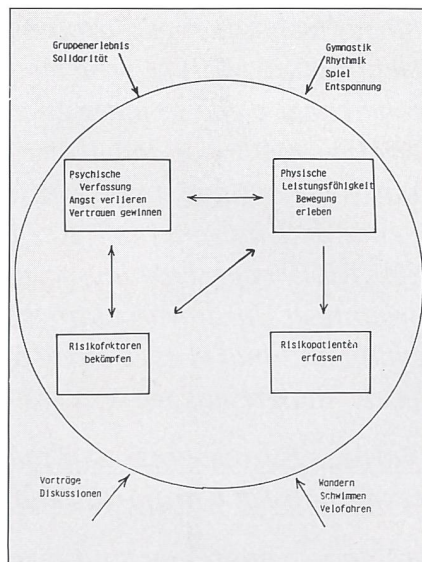 Gruppenerlebnis
Solidarität
Gymnastik
Rhythmik
Spiel
Entspannung
Psychische
Verfassung
Angst verlieren
Vertrauen gewinnen
Physische
Leistungsfähigkeit
Bewegung
erleben
Risikofaktoren
bekämpfen
Risikopatienten
erfassen
Vorträge
Diskussionen
Wandern
Schwimmen
Velofahren